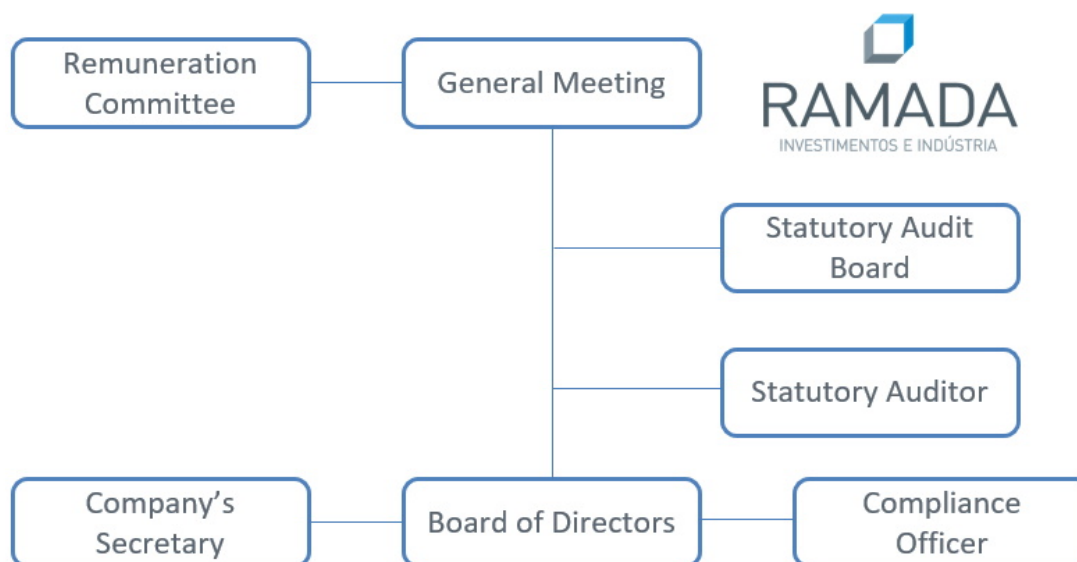 Remuneration
Committee
General Meeting
RAMADA
INVESTIMENTOS E INDÚSTRIA
Statutory Audit
Board
Statutory Auditor
Company’s
Secretary
Board of Directors
Compliance
Officer